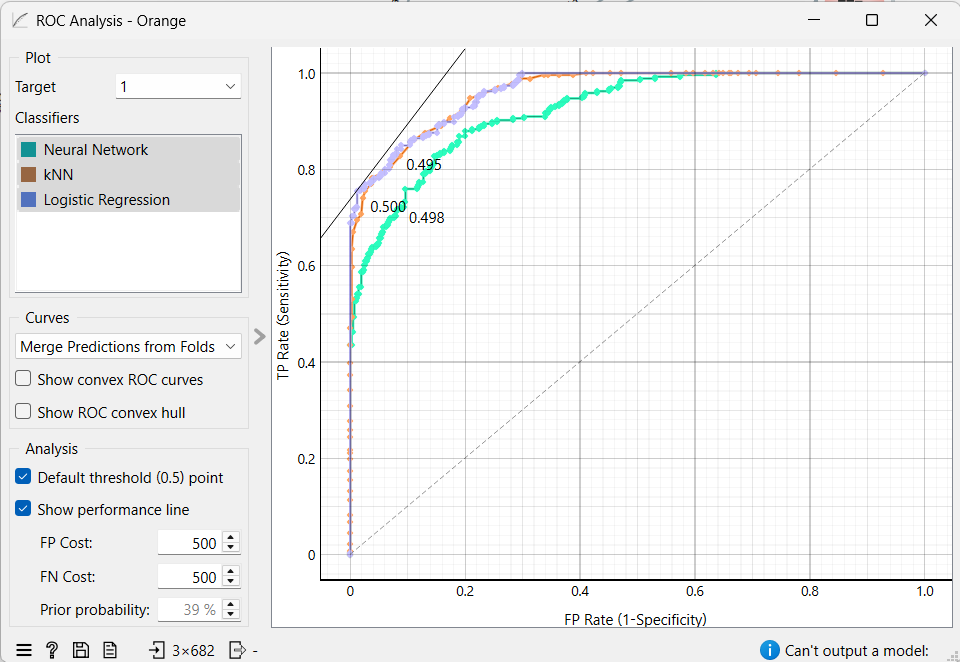 ROC Analysis - Orange
Plot
Target
1
Classifiers
Neural Network
kNN
Logistic Regression
Curves
Merge Predictions from Folds
Show convex ROC curves
Show ROC convex hull
Analysis
Default threshold (0.5) point
Show performance line
FP Cost: 500
FN Cost: 500
Prior probability: 39 %
3×682
-
TP Rate (Sensitivity)
1.0
0.8
0.6
0.4
0.2
0
0.495
0.500
0.498
0 0.2 0.4 0.6 0.8 1.0
FP Rate (1-Specificity)
Can't output a model: